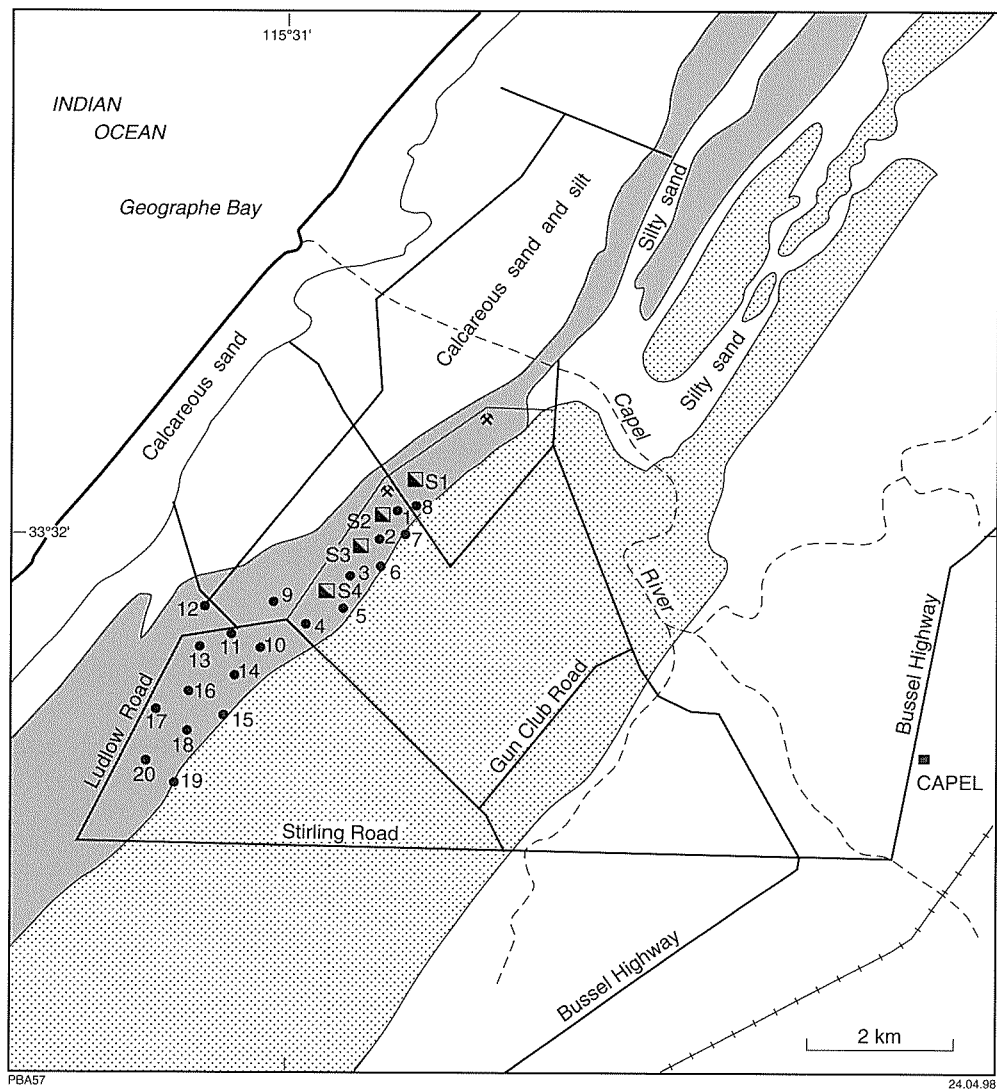 115°31'
INDIAN
OCEAN
Geographe Bay
Silty sand
Calcareous sand and silt
Calcareous sand
Silty sand
Capel
S1
8
1
S2
33°32'
2
7
S3
6
3
S4
9
12
5
4
River
11
10
13
14
16
Bussel Highway
17
15
Gun Club Road
Ludlow Road
18
20
19
CAPEL
Stirling Road
Bussel Highway
2 km
PBA57
24.04.98